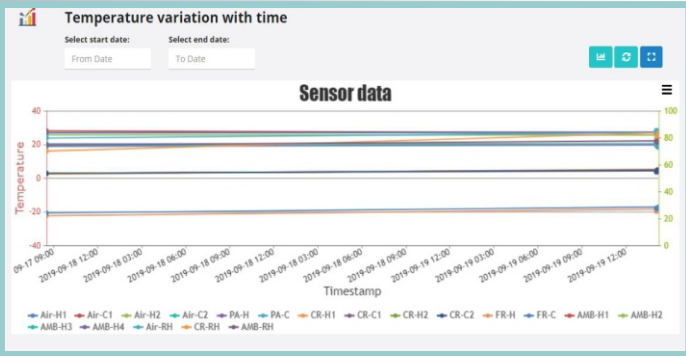 Temperature variation with time
Select start date: Select end date:
From Date To Date
Sensor data
40 100
20 80
0 60
-20 40
-40 20
0
Temperature
09-17 09:00 2019-09-18 12:00 2019-09-18 03:00 2019-09-18 06:00 2019-09-18 09:00 2019-09-18 12:00 2019-09-18 03:00 2019-09-18 06:00 2019-09-18 09:00 2019-09-19 12:00 2019-09-19 03:00 2019-09-19 06:00 2019-09-19 09:00 2019-09-19 12:00
Timestamp
Air-H1 Air-C1 Air-H2 Air-C2 PA-H PA-C CR-H1 CR-C1 CR-H2 CR-C2 FR-H FR-C AMB-H1 AMB-H2
AMB-H3 AMB-H4 Air-RH CR-RH AMB-RH